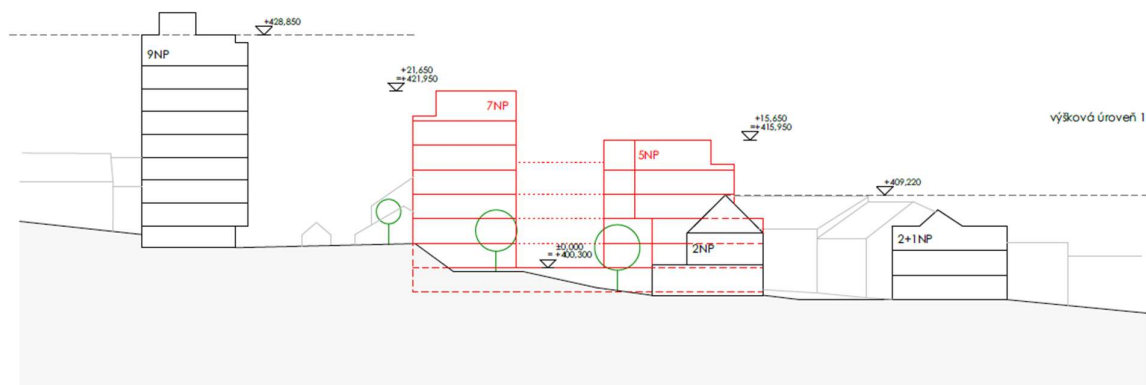 +428,850
9NP
+21,650
=+421,950
7NP
+15,650
=+415,950
výšková úroveň 1
5NP
+409,220
±0,000
= +400,300
2NP
2+1NP